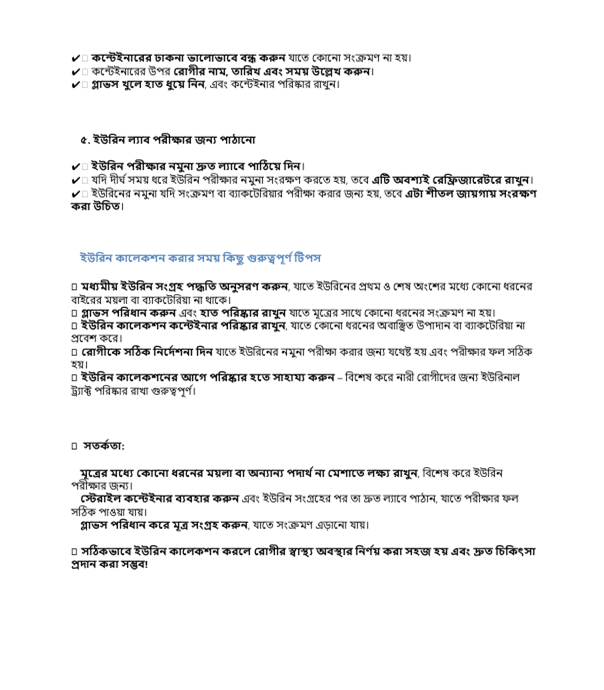 ✔ কন্টেইনারের ঢাকনা ভালোভাবে বন্ধ করুন যাতে কোনো সংক্রমণ না হয়।
✔ কন্টেইনারের উপর রোগীর নাম, তারিখ এবং সময় উল্লেখ করুন।
✔ গ্লাভস খুলে হাত ধুয়ে নিন, এবং কন্টেইনার পরিষ্কার রাখুন।
৫. ইউরিন ল্যাব পরীক্ষার জন্য পাঠানো
✔ ইউরিন পরীক্ষার নমুনা দ্রুত ল্যাবে পাঠিয়ে দিন।
✔ যদি দীর্ঘ সময় ধরে ইউরিন পরীক্ষার নমুনা সংরক্ষণ করতে হয়, তবে এটি অবশ্যই রেফ্রিজারেটরে রাখুন।
✔ ইউরিনের নমুনা যদি সংক্রমণ বা ব্যাকটেরিয়ার পরীক্ষা করার জন্য হয়, তবে এটা শীতল জায়গায় সংরক্ষণ
করা উচিত।
ইউরিন কালেকশন করার সময় কিছু গুরুত্বপূর্ণ টিপস
মধ্যমীয় ইউরিন সংগ্রহ পদ্ধতি অনুসরণ করুন, যাতে ইউরিনের প্রথম ও শেষ অংশের মধ্যে কোনো ধরনের
বাইরের ময়লা বা ব্যাকটেরিয়া না থাকে।
গ্লাভস পরিধান করুন এবং হাত পরিষ্কার রাখুন যাতে মূত্রের সাথে কোনো ধরনের সংক্রমণ না হয়।
ইউরিন কালেকশন কন্টেইনার পরিষ্কার রাখুন, যাতে কোনো ধরনের অবাঞ্ছিত উপাদান বা ব্যাকটেরিয়া না
প্রবেশ করে।
রোগীকে সঠিক নির্দেশনা দিন যাতে ইউরিনের নমুনা পরীক্ষা করার জন্য যথেষ্ট হয় এবং পরীক্ষার ফল সঠিক
হয়।
ইউরিন কালেকশনের আগে পরিষ্কার হতে সাহায্য করুন – বিশেষ করে নারী রোগীদের জন্য ইউরিনাল
ট্র্যাক্ট পরিষ্কার রাখা গুরুত্বপূর্ণ।
সতর্কতা:
মূত্রের মধ্যে কোনো ধরনের ময়লা বা অন্যান্য পদার্থ না মেশাতে লক্ষ্য রাখুন, বিশেষ করে ইউরিন
পরীক্ষার জন্য।
স্টেরাইল কন্টেইনার ব্যবহার করুন এবং ইউরিন সংগ্রহের পর তা দ্রুত ল্যাবে পাঠান, যাতে পরীক্ষার ফল
সঠিক পাওয়া যায়।
গ্লাভস পরিধান করে মূত্র সংগ্রহ করুন, যাতে সংক্রমণ এড়ানো যায়।
সঠিকভাবে ইউরিন কালেকশন করলে রোগীর স্বাস্থ্য অবস্থার নির্ণয় করা সহজ হয় এবং দ্রুত চিকিৎসা
প্রদান করা সম্ভব!